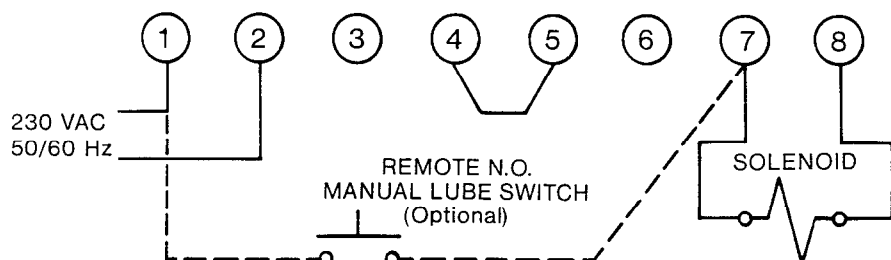 1 2 3 4 5 6 7 8
230 VAC
50/60 Hz
REMOTE N.O.
MANUAL LUBE SWITCH
(Optional)
SOLENOID